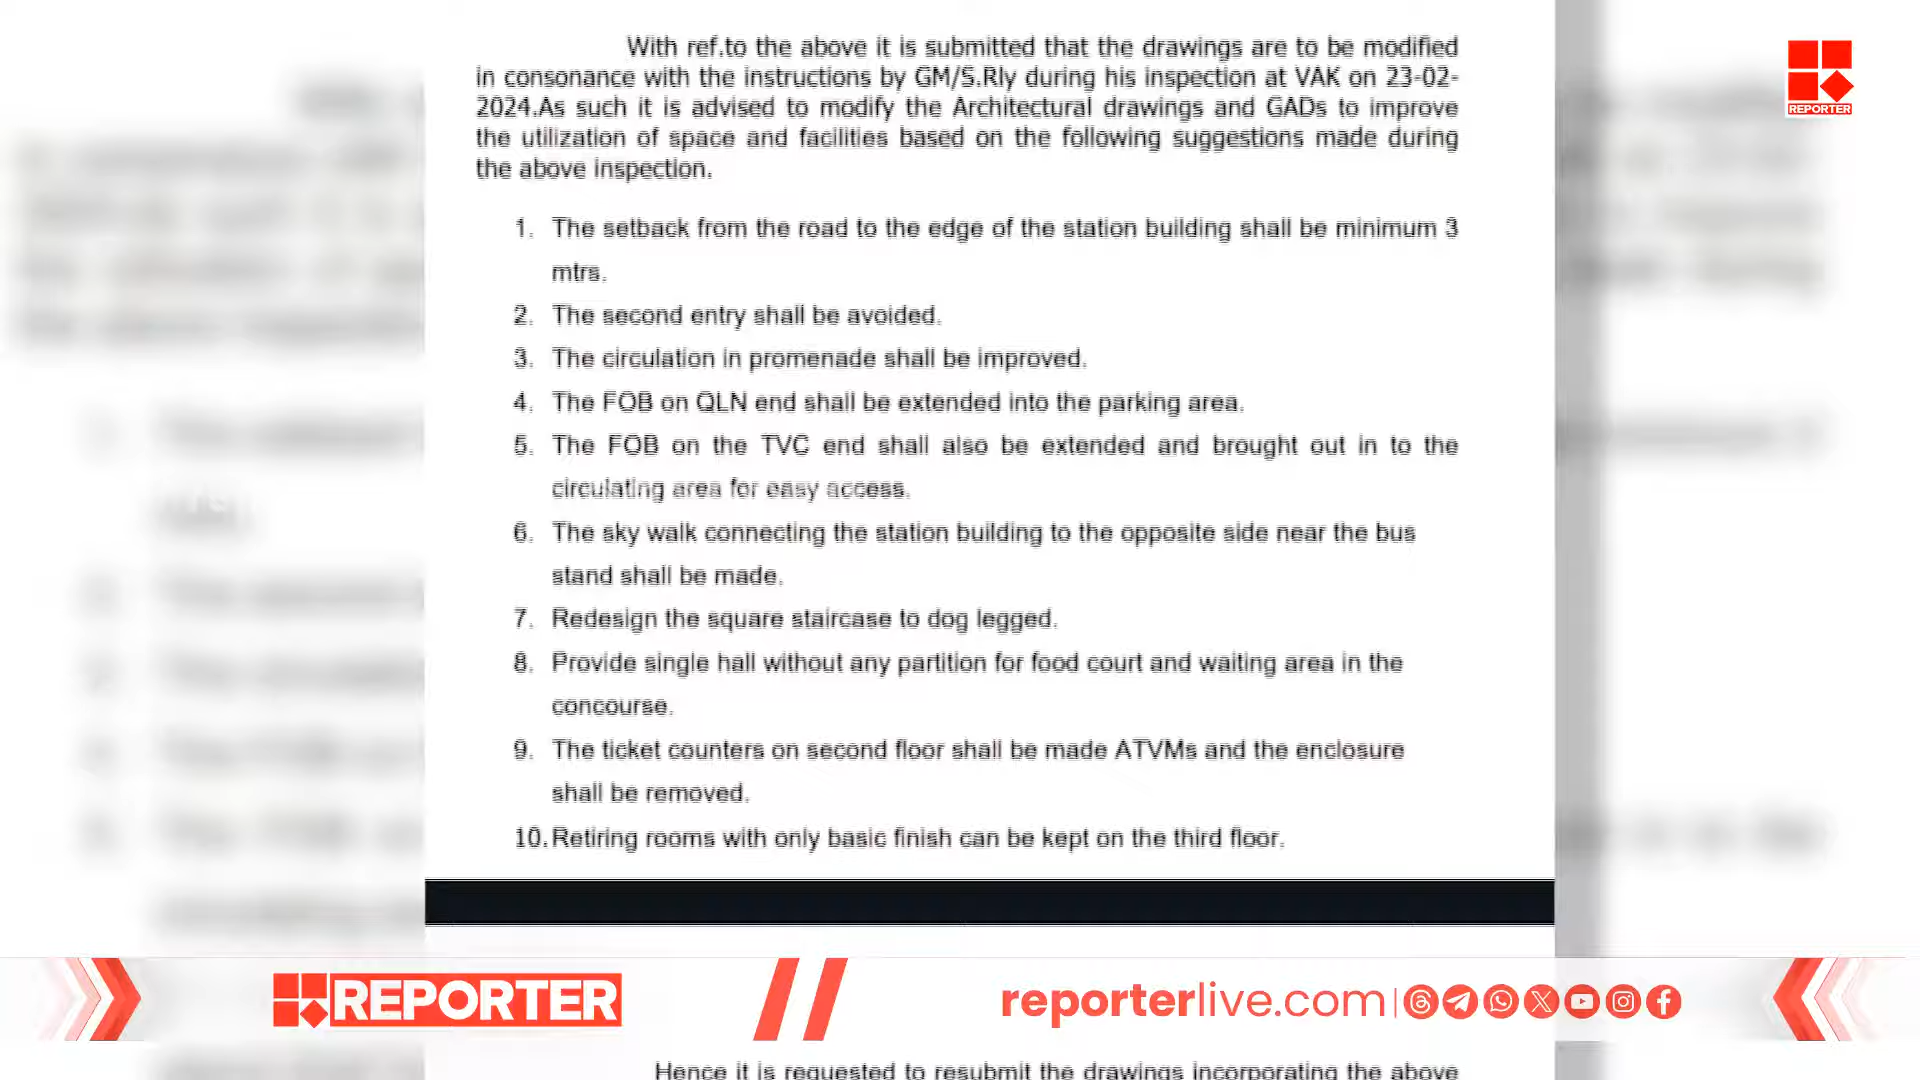 With ref.to the above it is submitted that the drawings are to be modified
in consonance with the instructions by GM/S.Rly during his inspection at VAK on 23-02-
2024.As such it is advised to modify the Architectural drawings and GADs to improve
the utilization of space and facilities based on the following suggestions made during
the above inspection.
1. The setback from the road to the edge of the station building shall be minimum 3
mtrs.
2. The second entry shall be avoided.
3. The circulation in promenade shall be improved.
4. The FOB on QLN end shall be extended into the parking area.
5. The FOB on the TVC end shall also be extended and brought out in to the
circulating area for easy access.
6. The sky walk connecting the station building to the opposite side near the bus
stand shall be made.
7. Redesign the square staircase to dog legged.
8. Provide single hall without any partition for food court and waiting area in the
concourse.
9. The ticket counters on second floor shall be made ATVMs and the enclosure
shall be removed.
10. Retiring rooms with only basic finish can be kept on the third floor.
REPORTER
REPORTER
reporterlive.com
Hence it is requested to resubmit the drawings incorporating the above